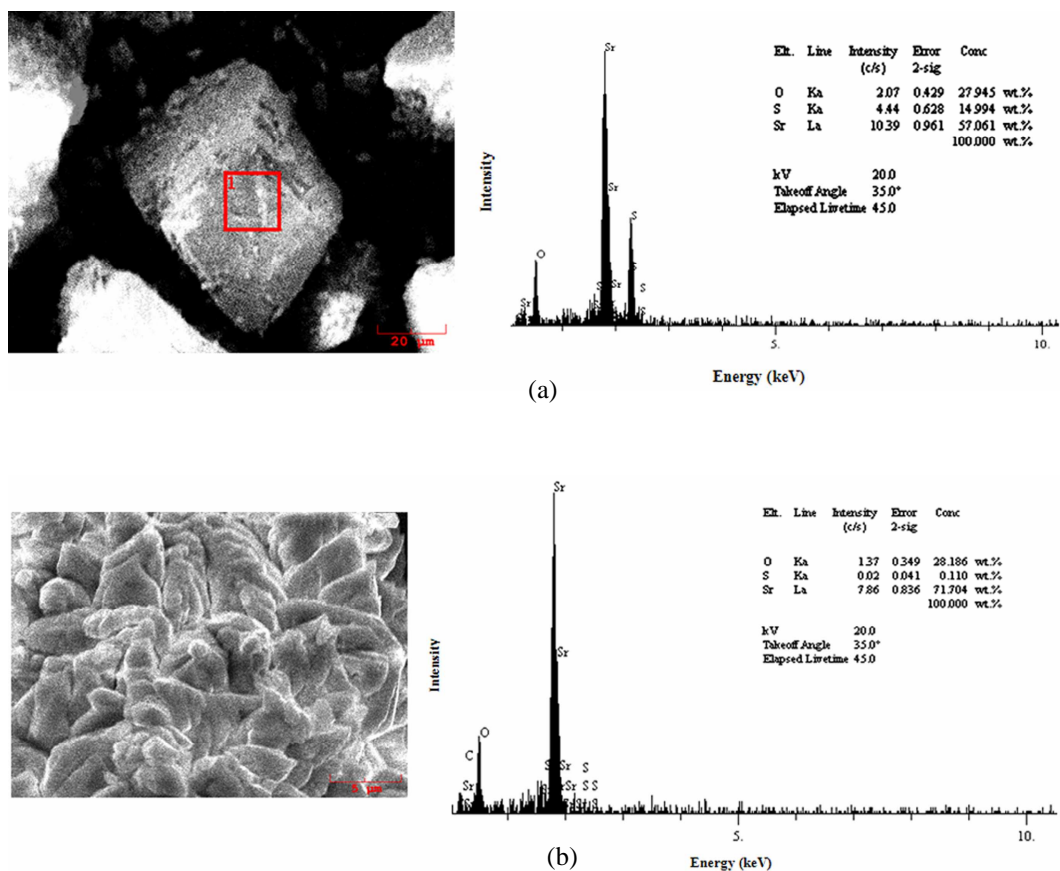 1
20 µm
Sr
Sr
S
O
S
S
S
Sr
S
Sr
Intensity
5.
10.
Energy (keV)
Elt. Line Intensity Error Conc
(c/s) 2-sig
O Ka 2.07 0.429 27.945 wt.%
S Ka 4.44 0.628 14.994 wt.%
Sr La 10.39 0.961 57.061 wt.%
100.000 wt.%
kV 20.0
Takeoff Angle 35.0°
Elapsed Livetime 45.0
(a)
5 µm
Sr
Sr
O
C
S
Sr
S
Sr
Sr
S
S
S
S
S
Intensity
5.
10.
Energy (keV)
Elt. Line Intensity Error Conc
(c/s) 2-sig
O Ka 1.37 0.349 28.186 wt.%
S Ka 0.02 0.041 0.110 wt.%
Sr La 7.86 0.836 71.704 wt.%
100.000 wt.%
kV 20.0
Takeoff Angle 35.0°
Elapsed Livetime 45.0
(b)